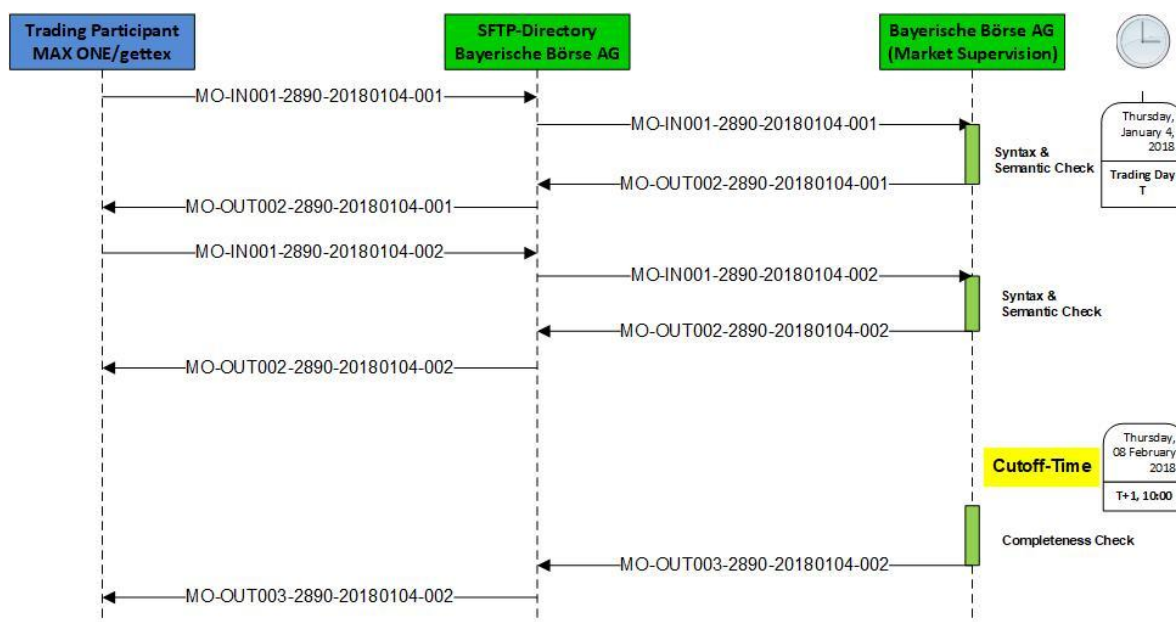 Trading Participant
MAX ONE/gettex
SFTP-Directory
Bayerische Börse AG
Bayerische Börse AG
(Market Supervision)
MO-IN001-2890-20180104-001
MO-IN001-2890-20180104-001
Thursday,
January 4,
2018
Trading Day
T
Syntax &
Semantic Check
MO-OUT002-2890-20180104-001
MO-OUT002-2890-20180104-001
MO-IN001-2890-20180104-002
MO-IN001-2890-20180104-002
Syntax &
Semantic Check
MO-OUT002-2890-20180104-002
MO-OUT002-2890-20180104-002
Cutoff-Time
Thursday,
08 February
2018
T+1, 10:00
Completeness Check
MO-OUT003-2890-20180104-002
MO-OUT003-2890-20180104-002